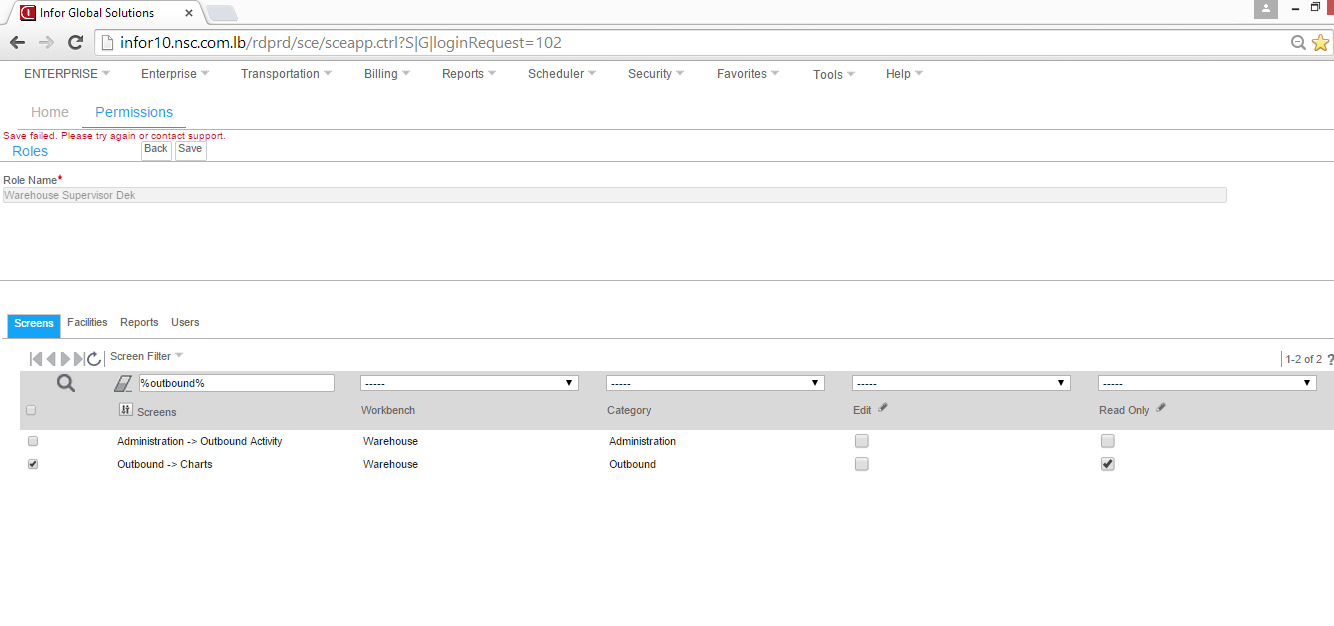 Infor Global Solutions
infor10.nsc.com.lb/rdprd/sce/sceapp.ctrl?S|G|loginRequest=102
ENTERPRISE Enterprise Transportation Billing Reports Scheduler Security Favorites Tools Help
Home Permissions
Save failed. Please try again or contact support.
Roles Back Save
Role Name*
Warehouse Supervisor Dek
Screens Facilities Reports Users
Screen Filter 1-2 of 2 ?
%outbound% ----- ----- ----- -----
Screens Workbench Category Edit Read Only
Administration -> Outbound Activity Warehouse Administration
Outbound -> Charts Warehouse Outbound